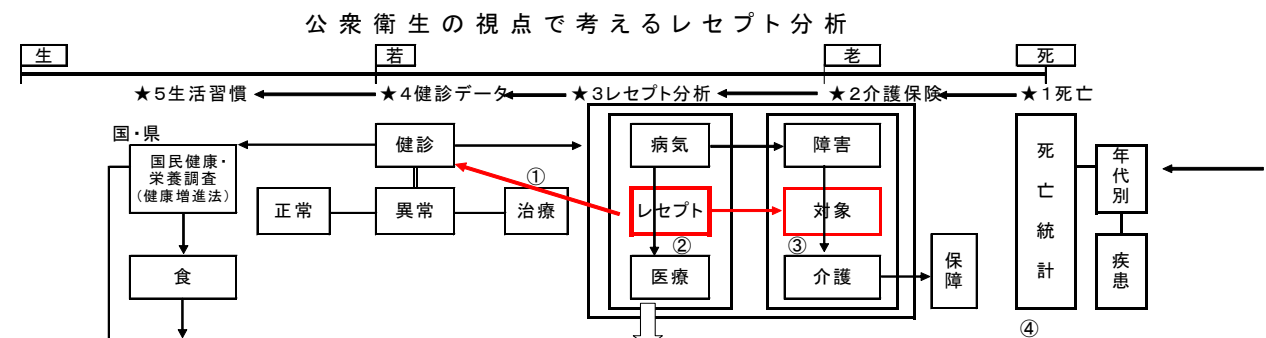 公衆衛生の視点で考えるレセプト分析
生
若
老
死
★5生活習慣
★4健診データ
★3レセプト分析
★2介護保険
★1死亡
国・県
国民健康・
栄養調査
(健康増進法)
食
健診
正常
異常
治療
①
病気
レセプト
②
医療
障害
対象
③
介護
保障
死亡統計
④
年代別
疾患